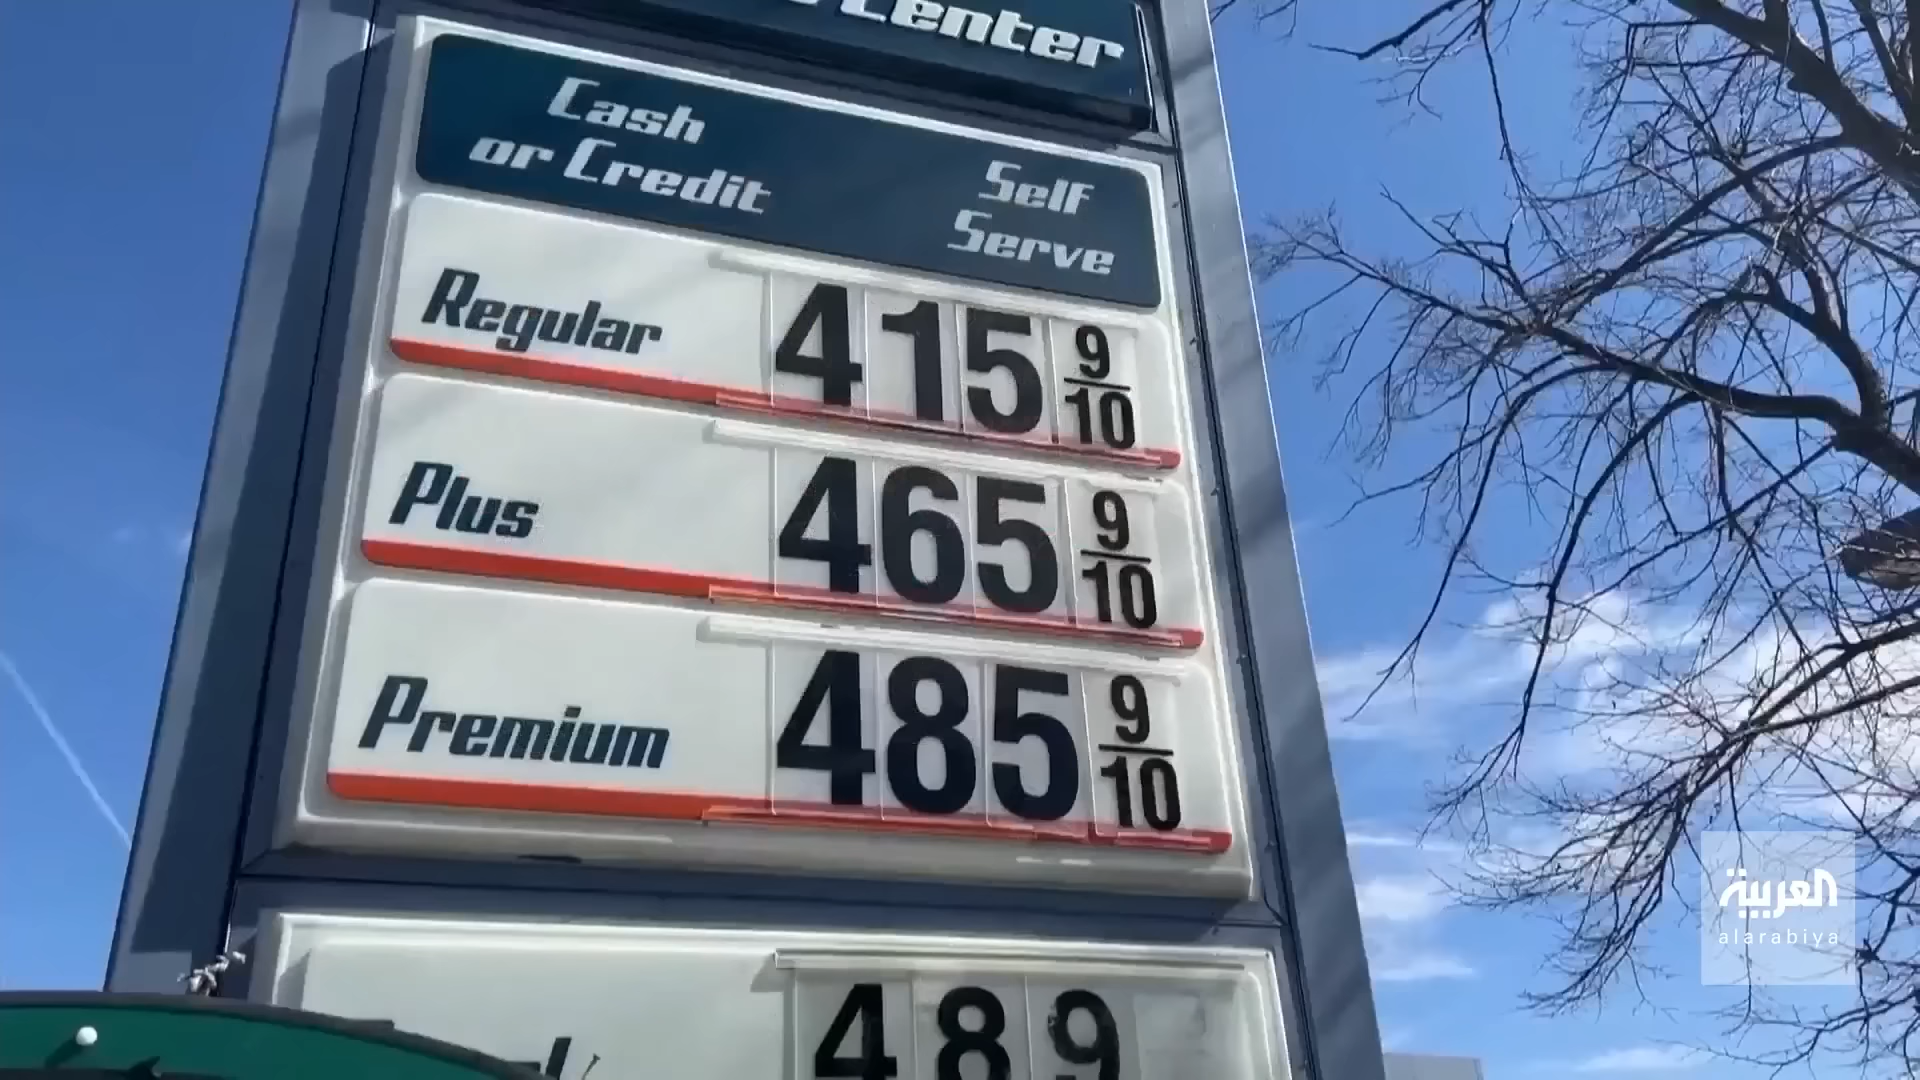 Center
Cash
or Credit
Self
Serve
Regular 415 9/10
Plus 465 9/10
Premium 485 9/10
489
العربية
alarabiya